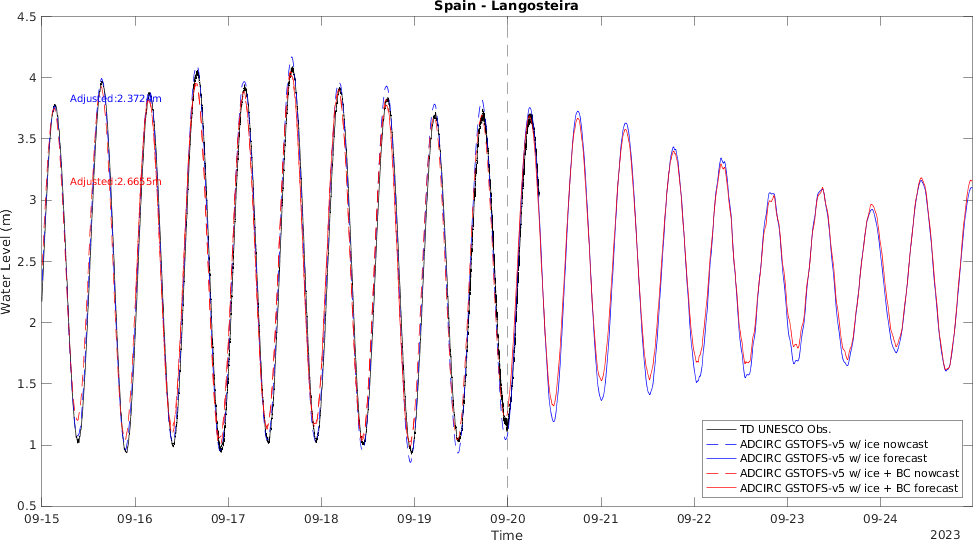 Spain - Langosteira
4.5
4
3.5
3
2.5
2
1.5
1
0.5
Water Level (m)
Adjusted:2.3720m
Adjusted:2.6655m
TD UNESCO Obs.
ADCIRC GSTOFS-v5 w/ ice nowcast
ADCIRC GSTOFS-v5 w/ ice forecast
ADCIRC GSTOFS-v5 w/ ice + BC nowcast
ADCIRC GSTOFS-v5 w/ ice + BC forecast
09-15 09-16 09-17 09-18 09-19 09-20 09-21 09-22 09-23 09-24
Time
2023